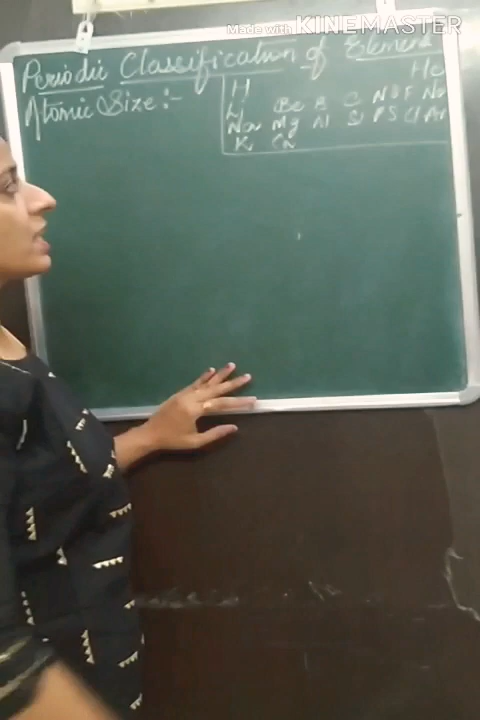 Made with KINEMASTER
Periodic Classification of Element
Atomic Size :-
H He
Li Be B C N O F Ne
Na Mg Al Si P S Cl Ar
K Ca